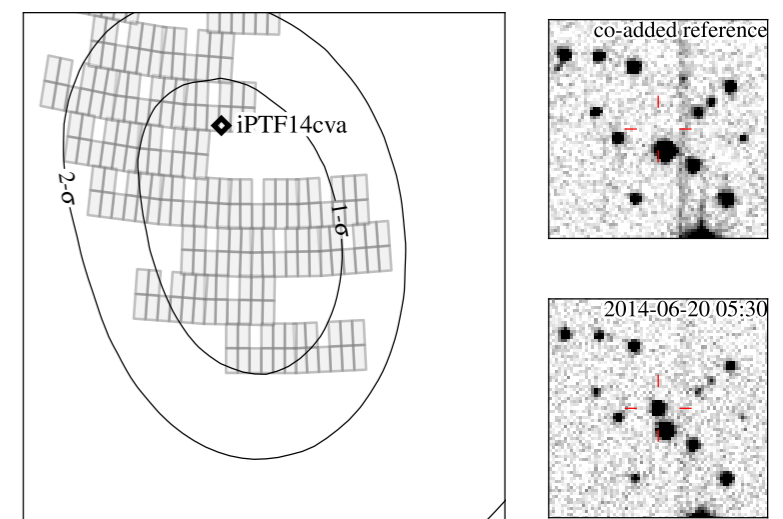 iPTF14cva
2-σ
1-σ
co-added reference
2014-06-20 05:30